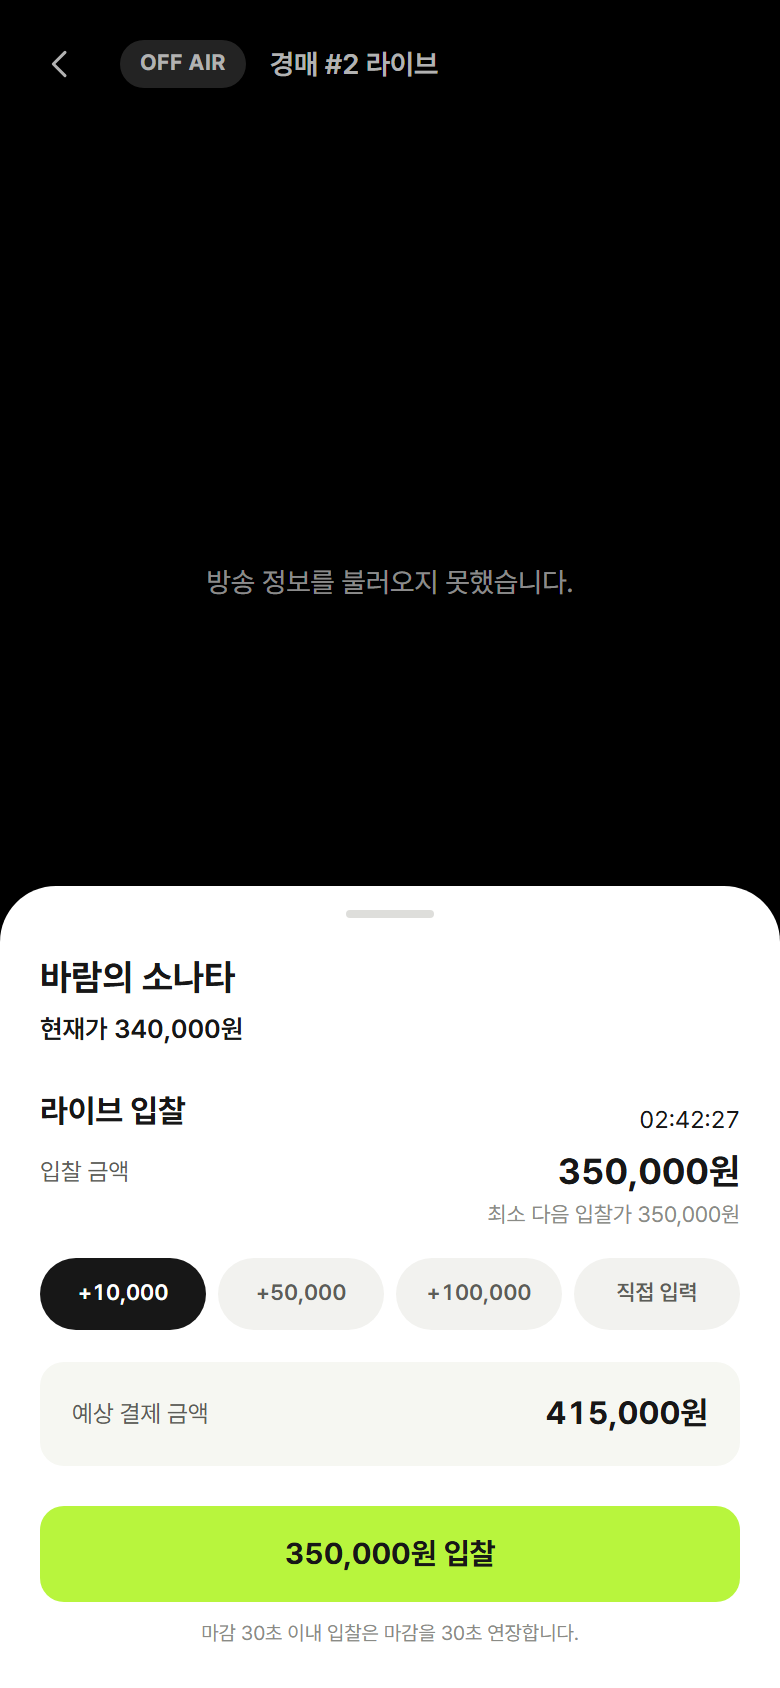 OFF AIR 경매 #2 라이브
방송 정보를 불러오지 못했습니다.
바람의 소나타
현재가 340,000원
라이브 입찰 02:42:27
입찰 금액 350,000원
최소 다음 입찰가 350,000원
+10,000 +50,000 +100,000 직접 입력
예상 결제 금액 415,000원
350,000원 입찰
마감 30초 이내 입찰은 마감을 30초 연장합니다.